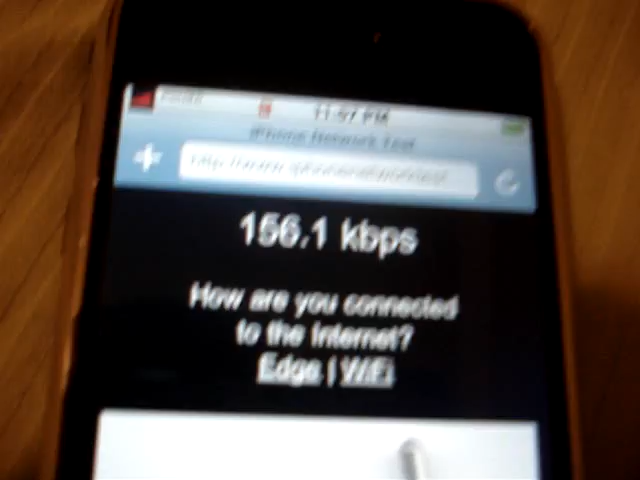 11:57 PM
iPhone Network Test
156.1 kbps
How are you connected
to the Internet?
Edge | WiFi